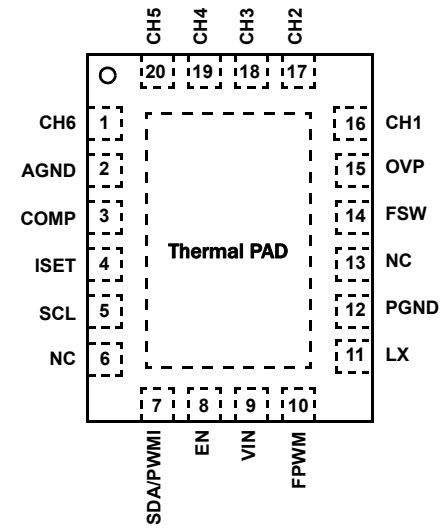 CH5 CH4 CH3 CH2
20 19 18 17
CH6 1 16 CH1
AGND 2 15 OVP
COMP 3 14 FSW
ISET 4 Thermal PAD 13 NC
SCL 5 12 PGND
NC 6 11 LX
7 8 9 10
SDA/PWMI EN VIN FPWM